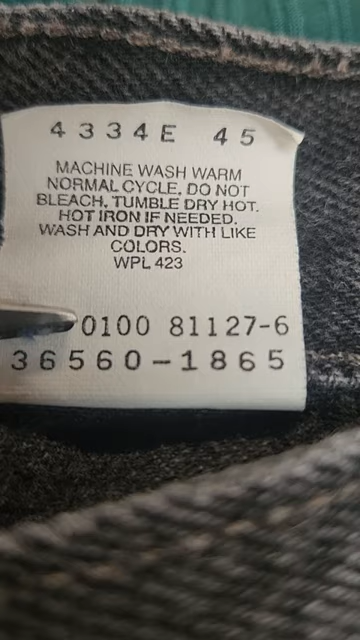 4334E 45
MACHINE WASH WARM
NORMAL CYCLE, DO NOT
BLEACH, TUMBLE DRY HOT.
HOT IRON IF NEEDED.
WASH AND DRY WITH LIKE
COLORS.
WPL 423
0100 81127-6
36560-1865